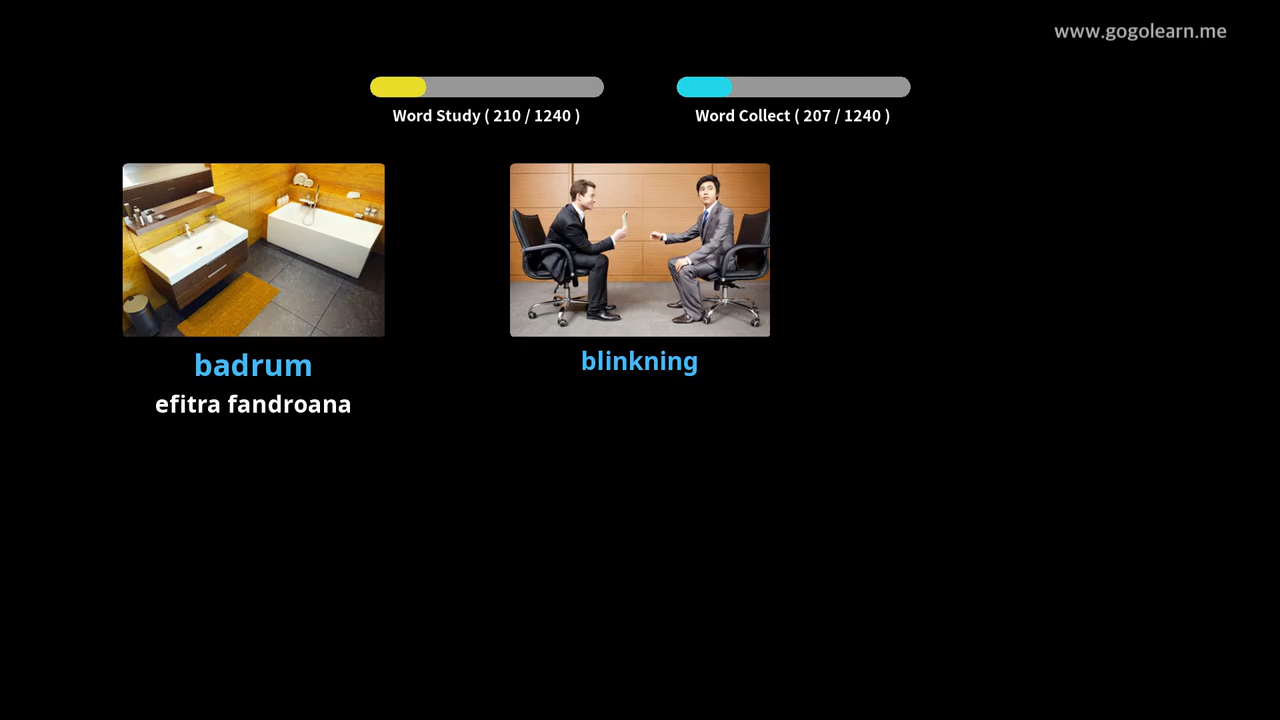 www.gogolearn.me
Word Study ( 210 / 1240 )
Word Collect ( 207 / 1240 )
badrum
efitra fandroana
blinkning